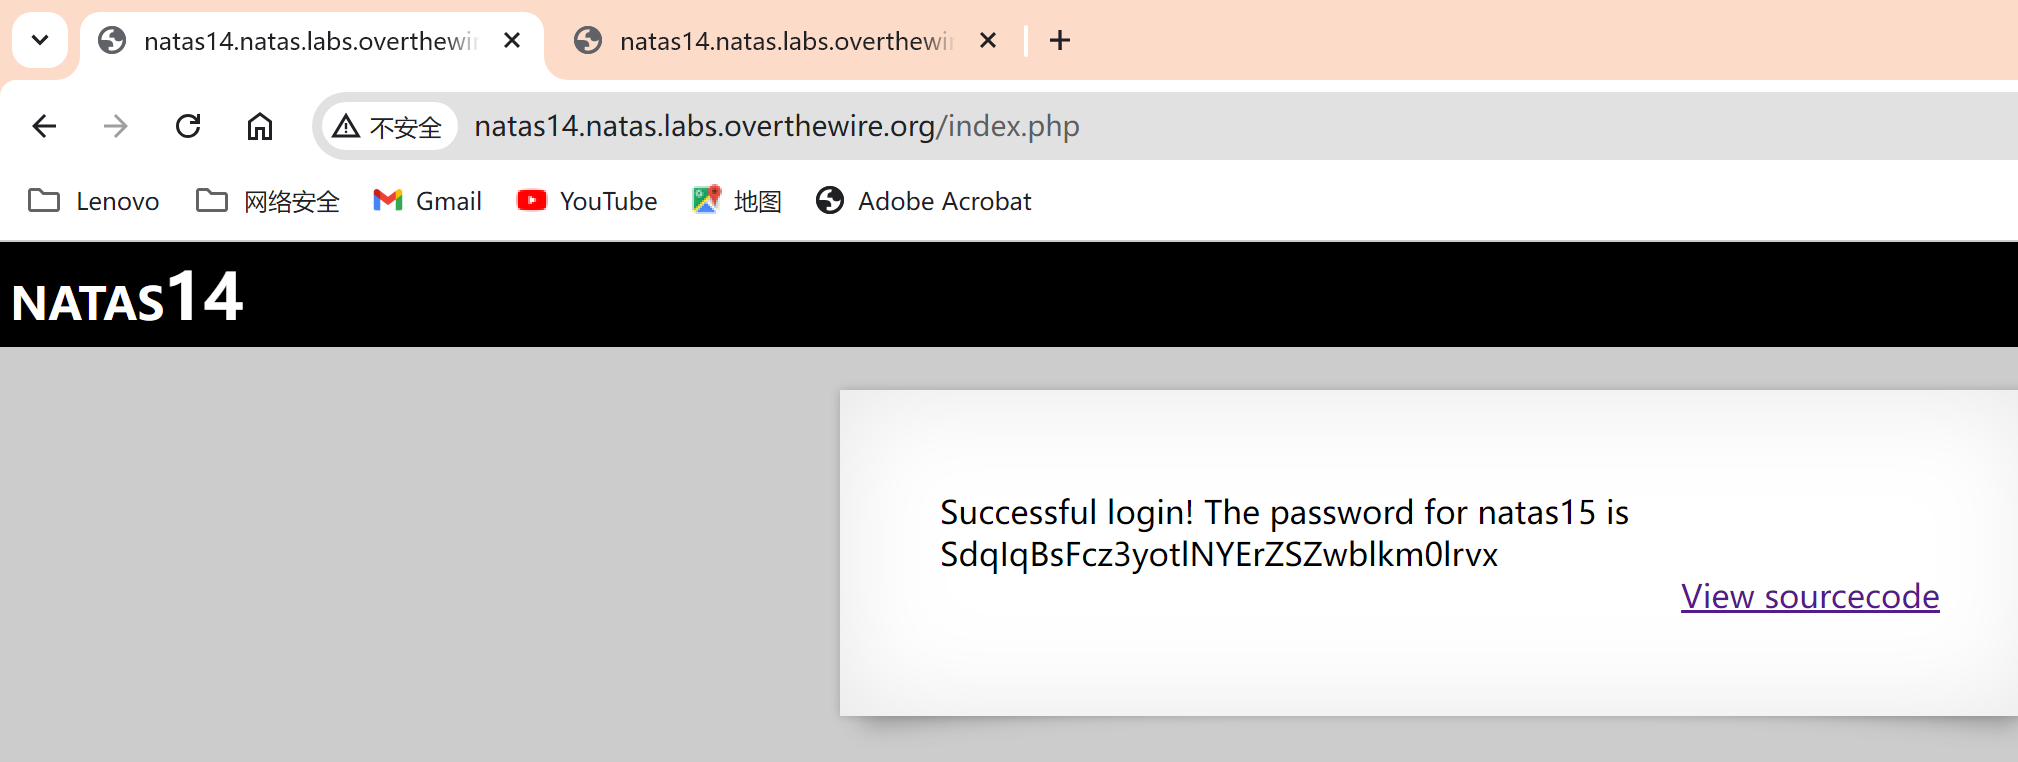 natas14.natas.labs.overthewir
natas14.natas.labs.overthewir
不安全 natas14.natas.labs.overthewire.org/index.php
Lenovo 网络安全 Gmail YouTube 地图 Adobe Acrobat
NATAS14
Successful login! The password for natas15 is
SdqIqBsFcz3yotlNYErZSZwblkm0lrvx
View sourcecode